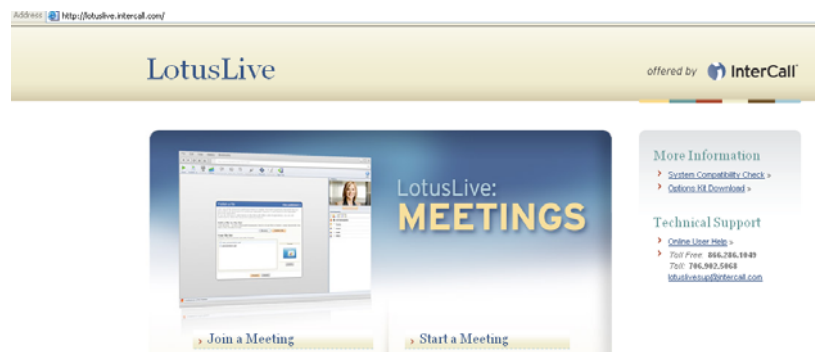 Address http://lotuslive.intercall.com/
LotusLive
offered by InterCall
LotusLive:
MEETINGS
› Join a Meeting
› Start a Meeting
More Information
› System Compatibility Check »
› Options Kit Download »
Technical Support
› Online User Help »
› Toll Free: 866.286.1049
Toll: 706.902.5068
lotuslivesup@intercall.com